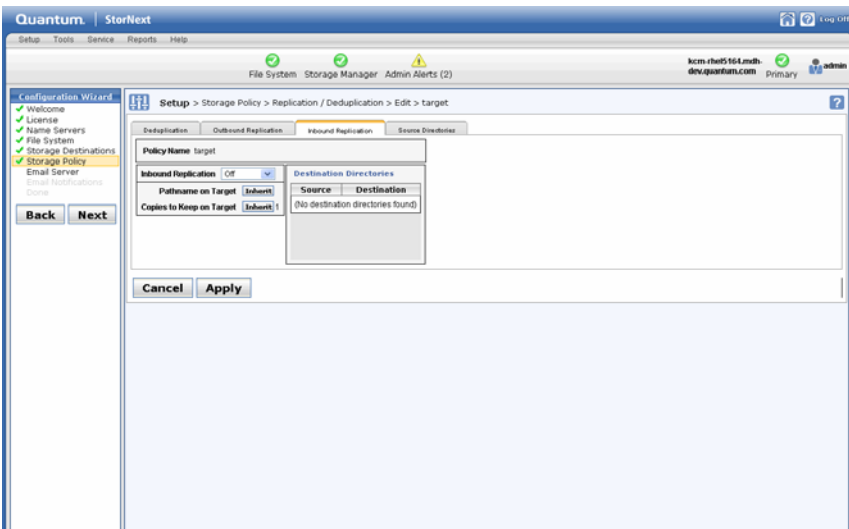 Quantum. StorNext
Log Off
Setup Tools Service Reports Help
File System Storage Manager Admin Alerts (2)
kcm-rhel5164.mdh-
dev.quantum.com
Primary
admin
Configuration Wizard
Welcome
License
Name Servers
File System
Storage Destinations
Storage Policy
Email Server
Email Notifications
Done
Back Next
Setup > Storage Policy > Replication / Deduplication > Edit > target
?
Deduplication Outbound Replication Inbound Replication Source Directories
Policy Name target
Inbound Replication Off
Pathname on Target Inherit
Copies to Keep on Target Inherit 1
Destination Directories
Source Destination
(No destination directories found)
Cancel Apply